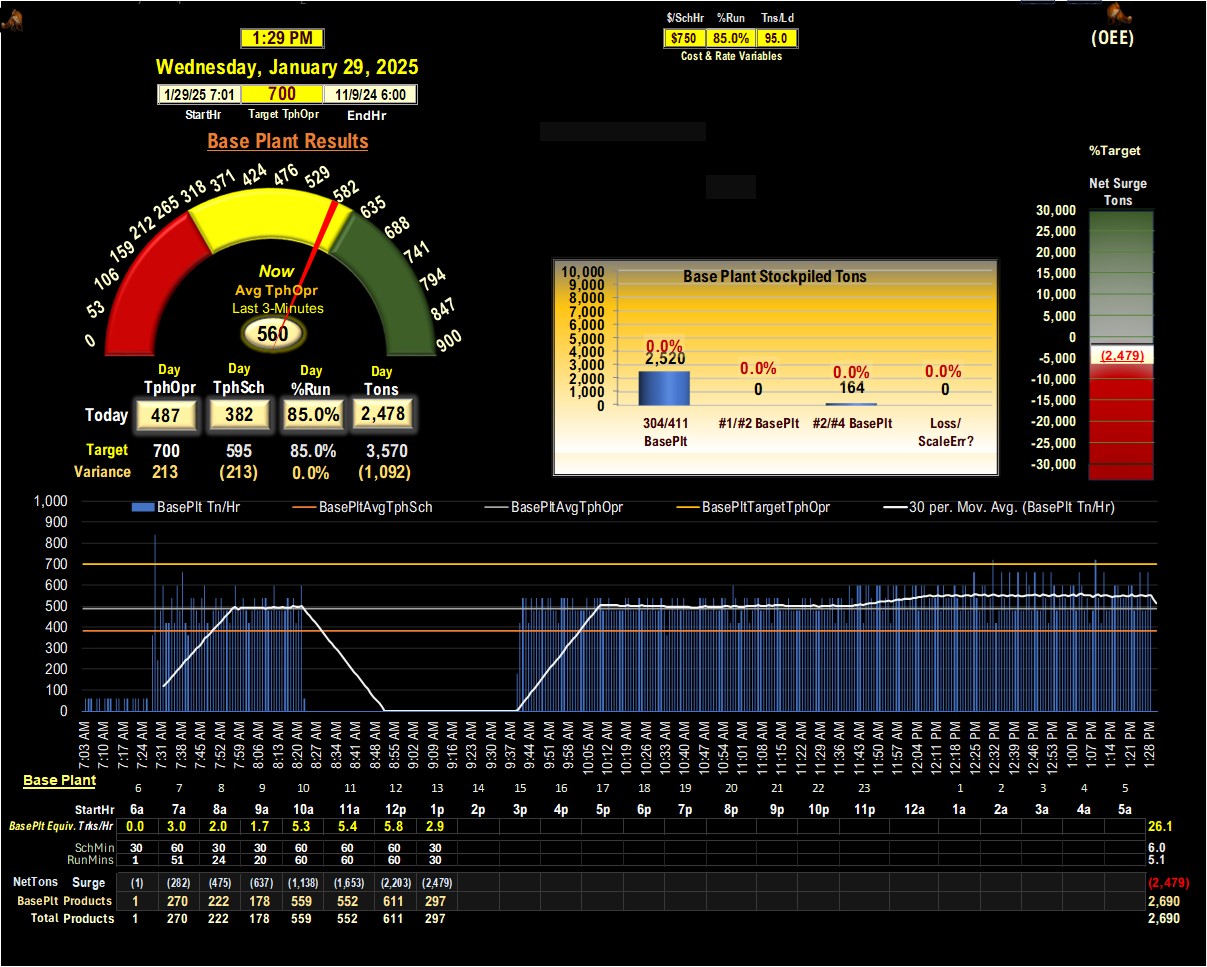 $/SchHr %Run Tns/Ld
$750 85.0% 95.0
Cost & Rate Variables
(OEE)
1:29 PM
Wednesday, January 29, 2025
1/29/25 7:01 700 11/9/24 6:00
StartHr Target TphOpr EndHr
Base Plant Results
0 53 106 159 212 265 318 371 424 476 529 582 635 688 741 794 847 900
Now
Avg TphOpr
Last 3-Minutes
560
Day Day Day Day
TphOpr TphSch %Run Tons
Today 487 382 85.0% 2,478
Target 700 595 85.0% 3,570
Variance 213 (213) 0.0% (1,092)
Base Plant Stockpiled Tons
10,000
9,000
8,000
7,000
6,000
5,000
4,000
3,000
2,000
1,000
0
0.0% 0.0% 0.0% 0.0%
2,520 0 164 0
304/411 BasePlt
#1/#2 BasePlt
#2/#4 BasePlt
Loss/ ScaleErr?
%Target
Net Surge
Tons
30,000
25,000
20,000
15,000
10,000
5,000
0
-5,000
-10,000
-15,000
-20,000
-25,000
-30,000
(2,479)
BasePlt Tn/Hr BasePltAvgTphSch BasePltAvgTphOpr BasePltTargetTphOpr 30 per. Mov. Avg. (BasePlt Tn/Hr)
1,000
900
800
700
600
500
400
300
200
100
0
7:03 AM 7:10 AM 7:17 AM 7:24 AM 7:31 AM 7:38 AM 7:45 AM 7:52 AM 7:59 AM 8:06 AM 8:13 AM 8:20 AM 8:27 AM 8:34 AM 8:41 AM 8:48 AM 8:55 AM 9:02 AM 9:09 AM 9:16 AM 9:23 AM 9:30 AM 9:37 AM 9:51 AM 9:58 AM 10:05 AM 10:12 AM 10:19 AM 10:26 AM 10:33 AM 10:40 AM 10:47 AM 10:54 AM 11:01 AM 11:08 AM 11:15 AM 11:22 AM 11:29 AM 11:36 AM 11:43 AM 11:50 AM 11:57 AM 12:04 PM 12:11 PM 12:18 PM 12:25 PM 12:32 PM 12:39 PM 12:46 PM 12:53 PM 1:00 PM 1:07 PM 1:14 PM 1:21 PM 1:28 PM
Base Plant
6 7 8 9 10 11 12 13 14 15 16 17 18 19 20 21 22 23 1 2 3 4 5
StartHr 6a 7a 8a 9a 10a 11a 12p 1p 2p 3p 4p 5p 6p 7p 8p 9p 10p 11p 12a 1a 2a 3a 4a 5a
BasePlt Equiv. Trks/Hr 0.0 3.0 2.0 1.7 5.3 5.4 5.8 2.9 26.1
SchMin 30 60 30 30 60 60 60 30 6.0
RunMins 1 51 24 20 60 60 60 30 5.1
NetTons Surge (1) (282) (475) (637) (1,138) (1,653) (2,203) (2,479) (2,479)
BasePlt Products 1 270 222 178 559 552 611 297 2,690
Total Products 1 270 222 178 559 552 611 297 2,690